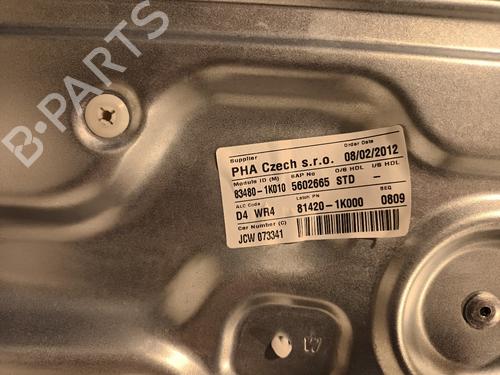 B-PARTS
Supplier Order Date
PHA Czech s.r.o. 08/02/2012
Module ID (M) SAP No O/S HDL I/S HDL
83480-1K010 5602665 STD -
ALC Code Latch PN SEQ
D4 WR4 81420-1K000 0809
Car Number (C)
JCW 073341
W